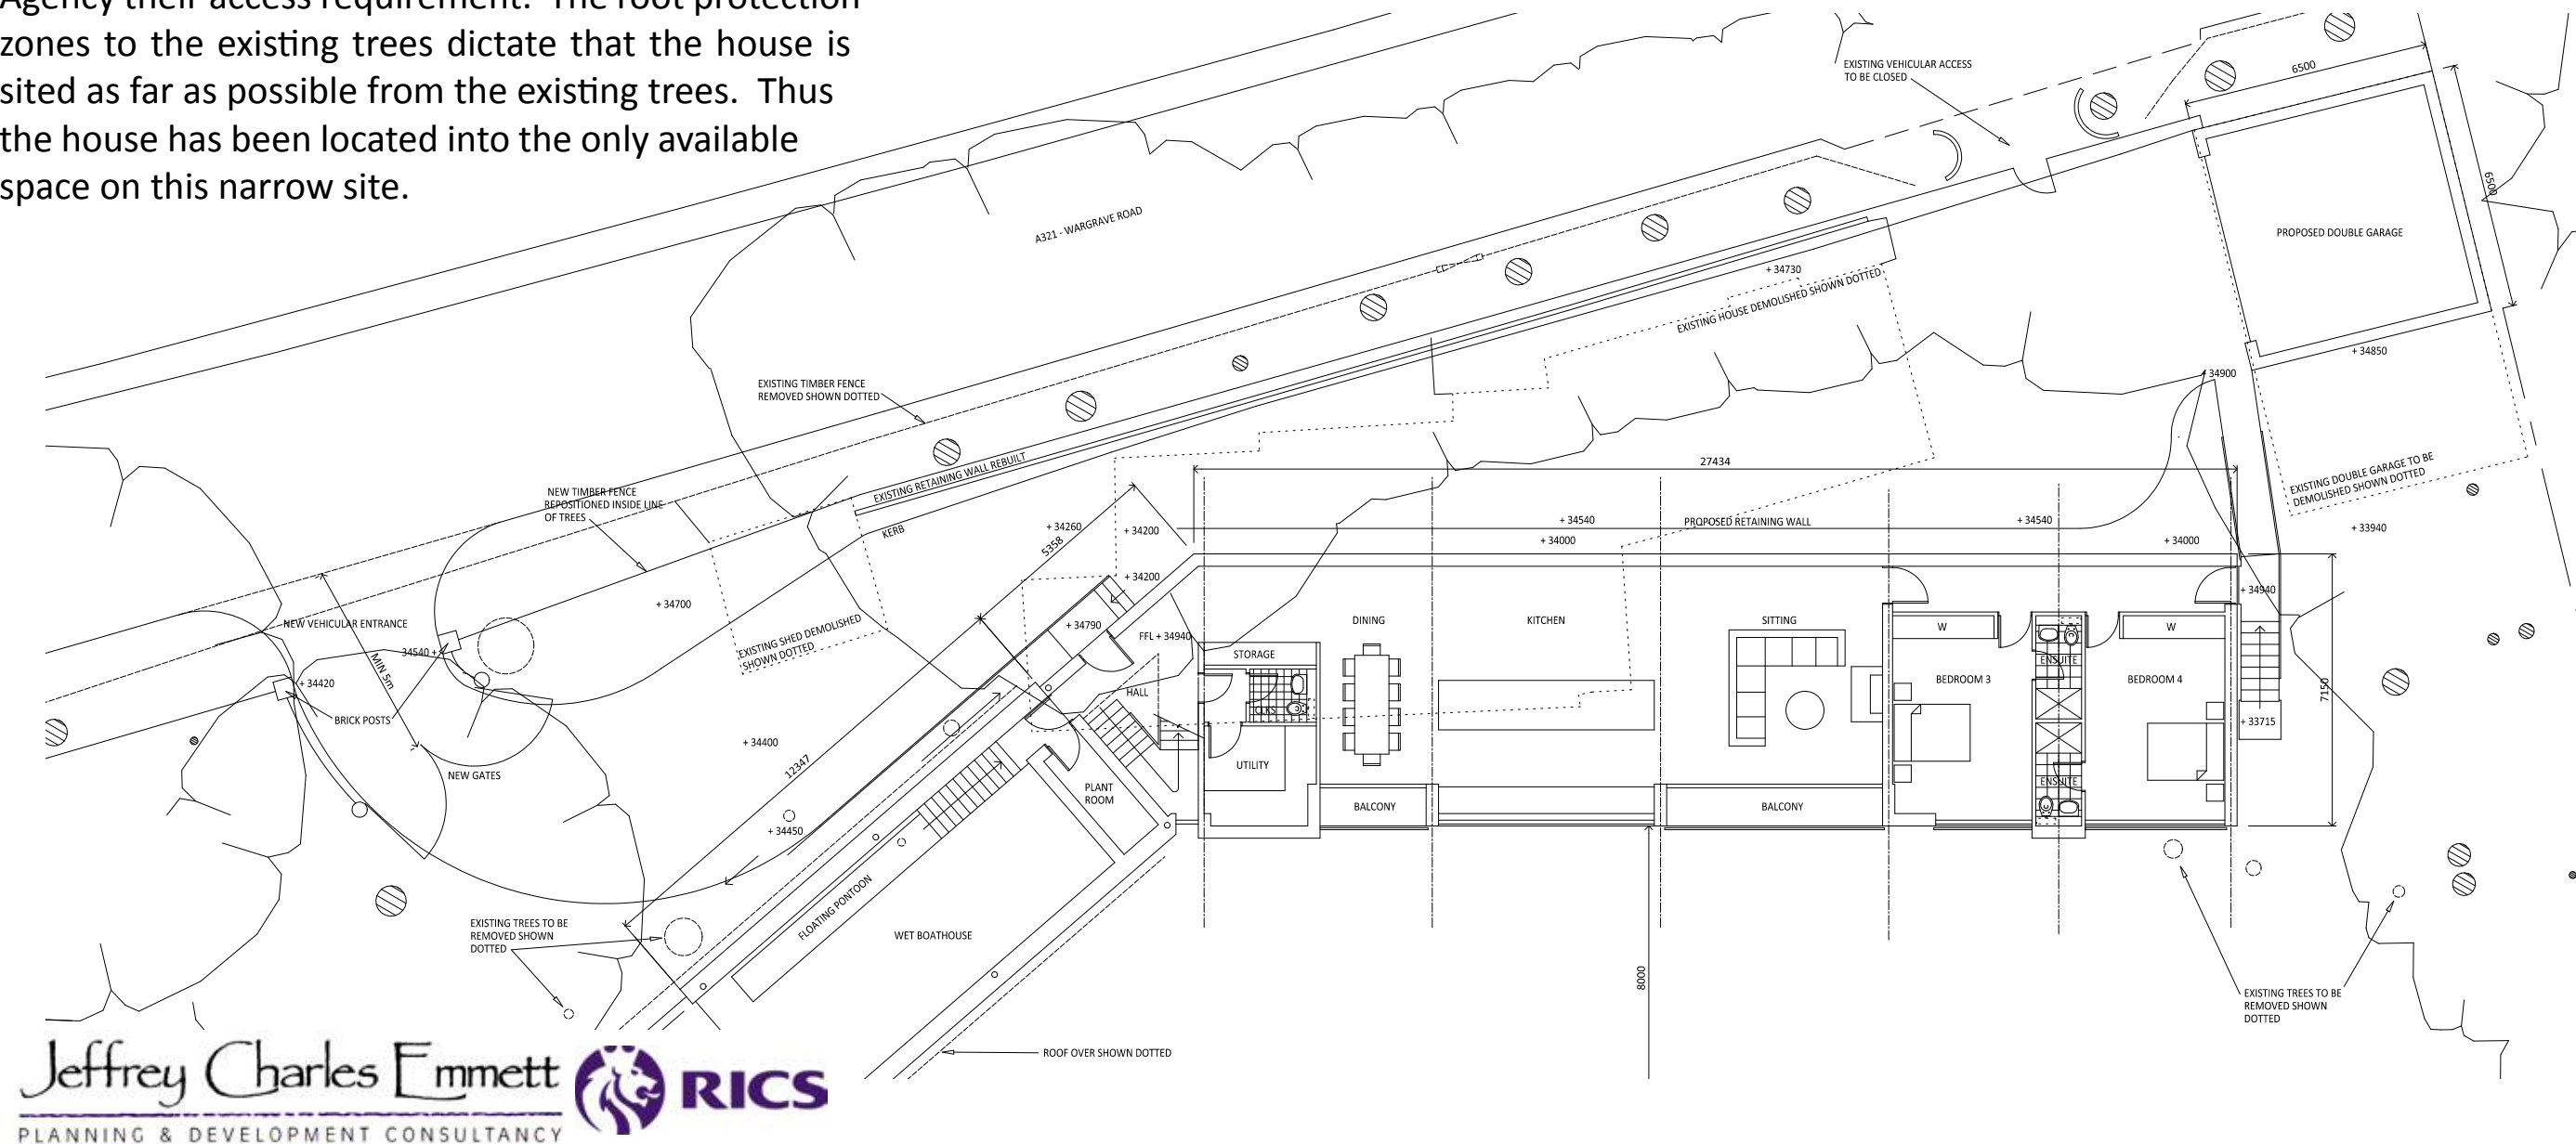 Agency their access requirement. The root protection
zones to the existing trees dictate that the house is
sited as far as possible from the existing trees. Thus
the house has been located into the only available
space on this narrow site.
EXISTING VEHICULAR ACCESS
TO BE CLOSED
6500
6500
PROPOSED DOUBLE GARAGE
A321 - WARGRAVE ROAD
+ 34730
EXISTING HOUSE DEMOLISHED SHOWN DOTTED
+ 34850
34900
EXISTING TIMBER FENCE
REMOVED SHOWN DOTTED
EXISTING RETAINING WALL REBUILT
KERB
27434
EXISTING DOUBLE GARAGE TO BE
DEMOLISHED SHOWN DOTTED
NEW TIMBER FENCE
REPOSITIONED INSIDE LINE
OF TREES
+ 34260
+ 34200
5358
+ 34540
PROPOSED RETAINING WALL
+ 34540
+ 33940
+ 34000
+ 34000
+ 34200
+ 34940
+ 34700
NEW VEHICULAR ENTRANCE
EXISTING SHED DEMOLISHED
SHOWN DOTTED
+ 34790
FFL + 34940
DINING
KITCHEN
SITTING
W
W
34540 +
MIN 5m
STORAGE
ENSUITE
+ 34420
HALL
BEDROOM 3
BEDROOM 4
7150
BRICK POSTS
CLKS
+ 33715
+ 34400
12347
NEW GATES
UTILITY
PLANT
ROOM
ENSUITE
BALCONY
BALCONY
+ 34450
FLOATING PONTOON
WET BOATHOUSE
EXISTING TREES TO BE
REMOVED SHOWN
DOTTED
8000
EXISTING TREES TO BE
REMOVED SHOWN
DOTTED
ROOF OVER SHOWN DOTTED
Jeffrey Charles Emmett
PLANNING & DEVELOPMENT CONSULTANCY
RICS